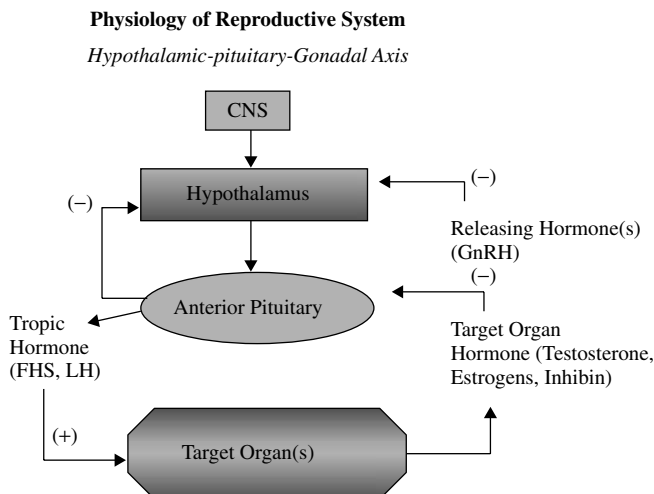 Physiology of Reproductive System
Hypothalamic-pituitary-Gonadal Axis
CNS
(−)
Hypothalamus
(−)
Releasing Hormone(s)
(GnRH)
(−)
Anterior Pituitary
Tropic
Hormone
(FHS, LH)
Target Organ
Hormone (Testosterone,
Estrogens, Inhibin)
(+)
Target Organ(s)